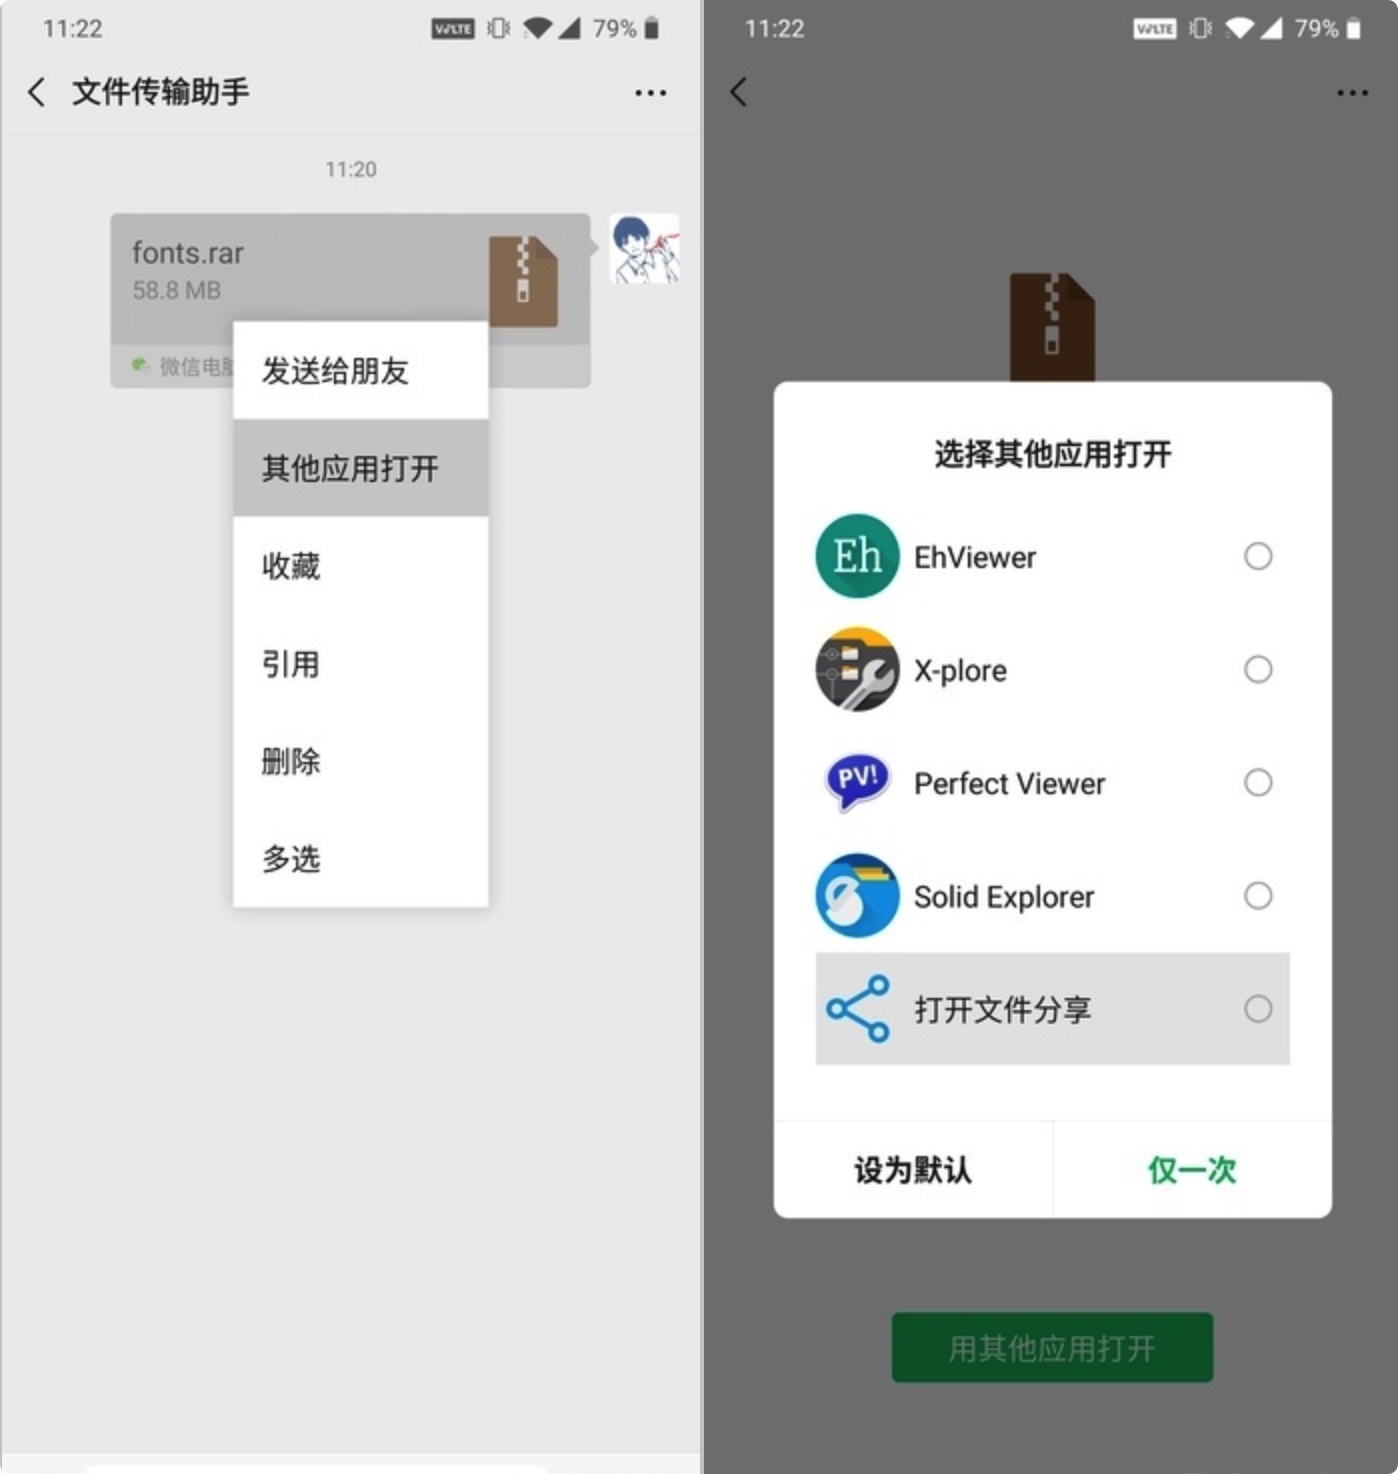 11:22
VoLTE
79%
文件传输助手
11:20
fonts.rar
58.8 MB
微信电脑
发送给朋友
其他应用打开
收藏
引用
删除
多选
11:22
VoLTE
79%
选择其他应用打开
Eh
EhViewer
X-plore
PV!
Perfect Viewer
Solid Explorer
打开文件分享
设为默认
仅一次
用其他应用打开